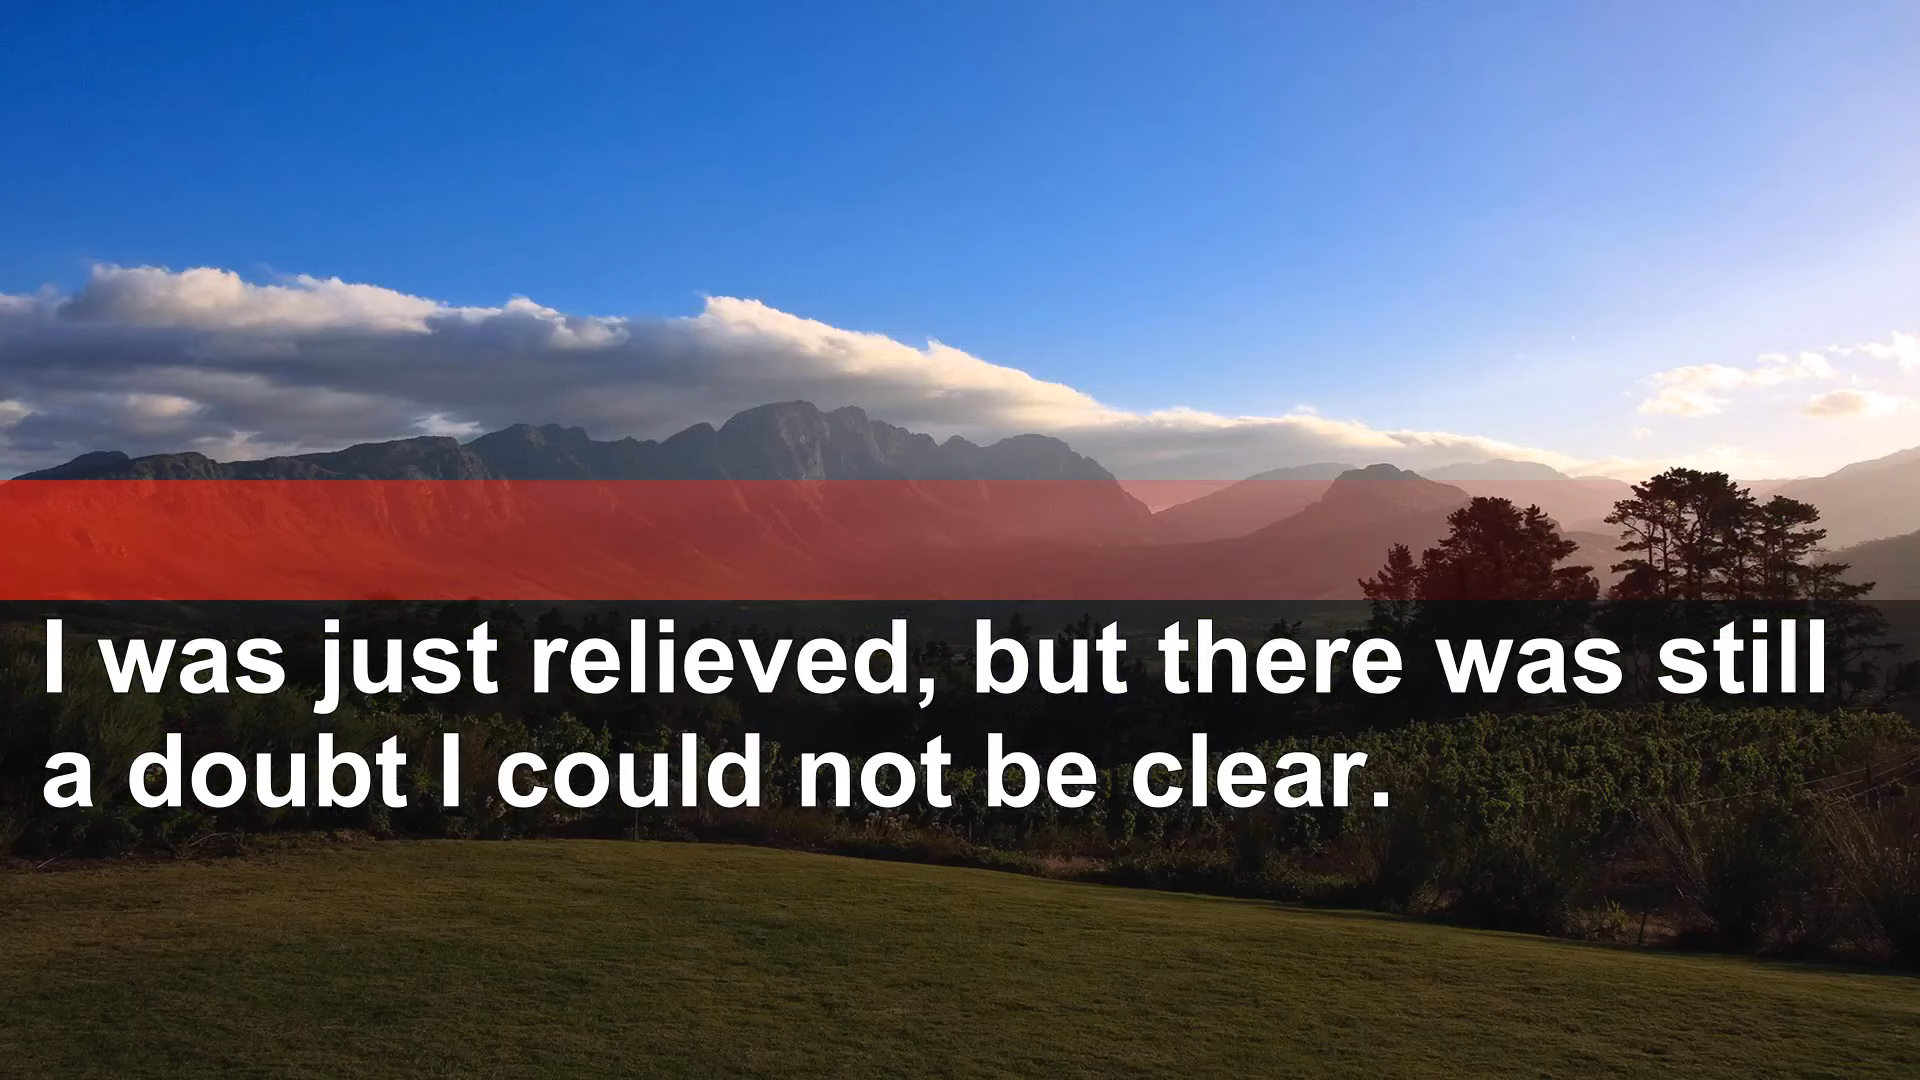 I was just relieved, but there was still
a doubt I could not be clear.